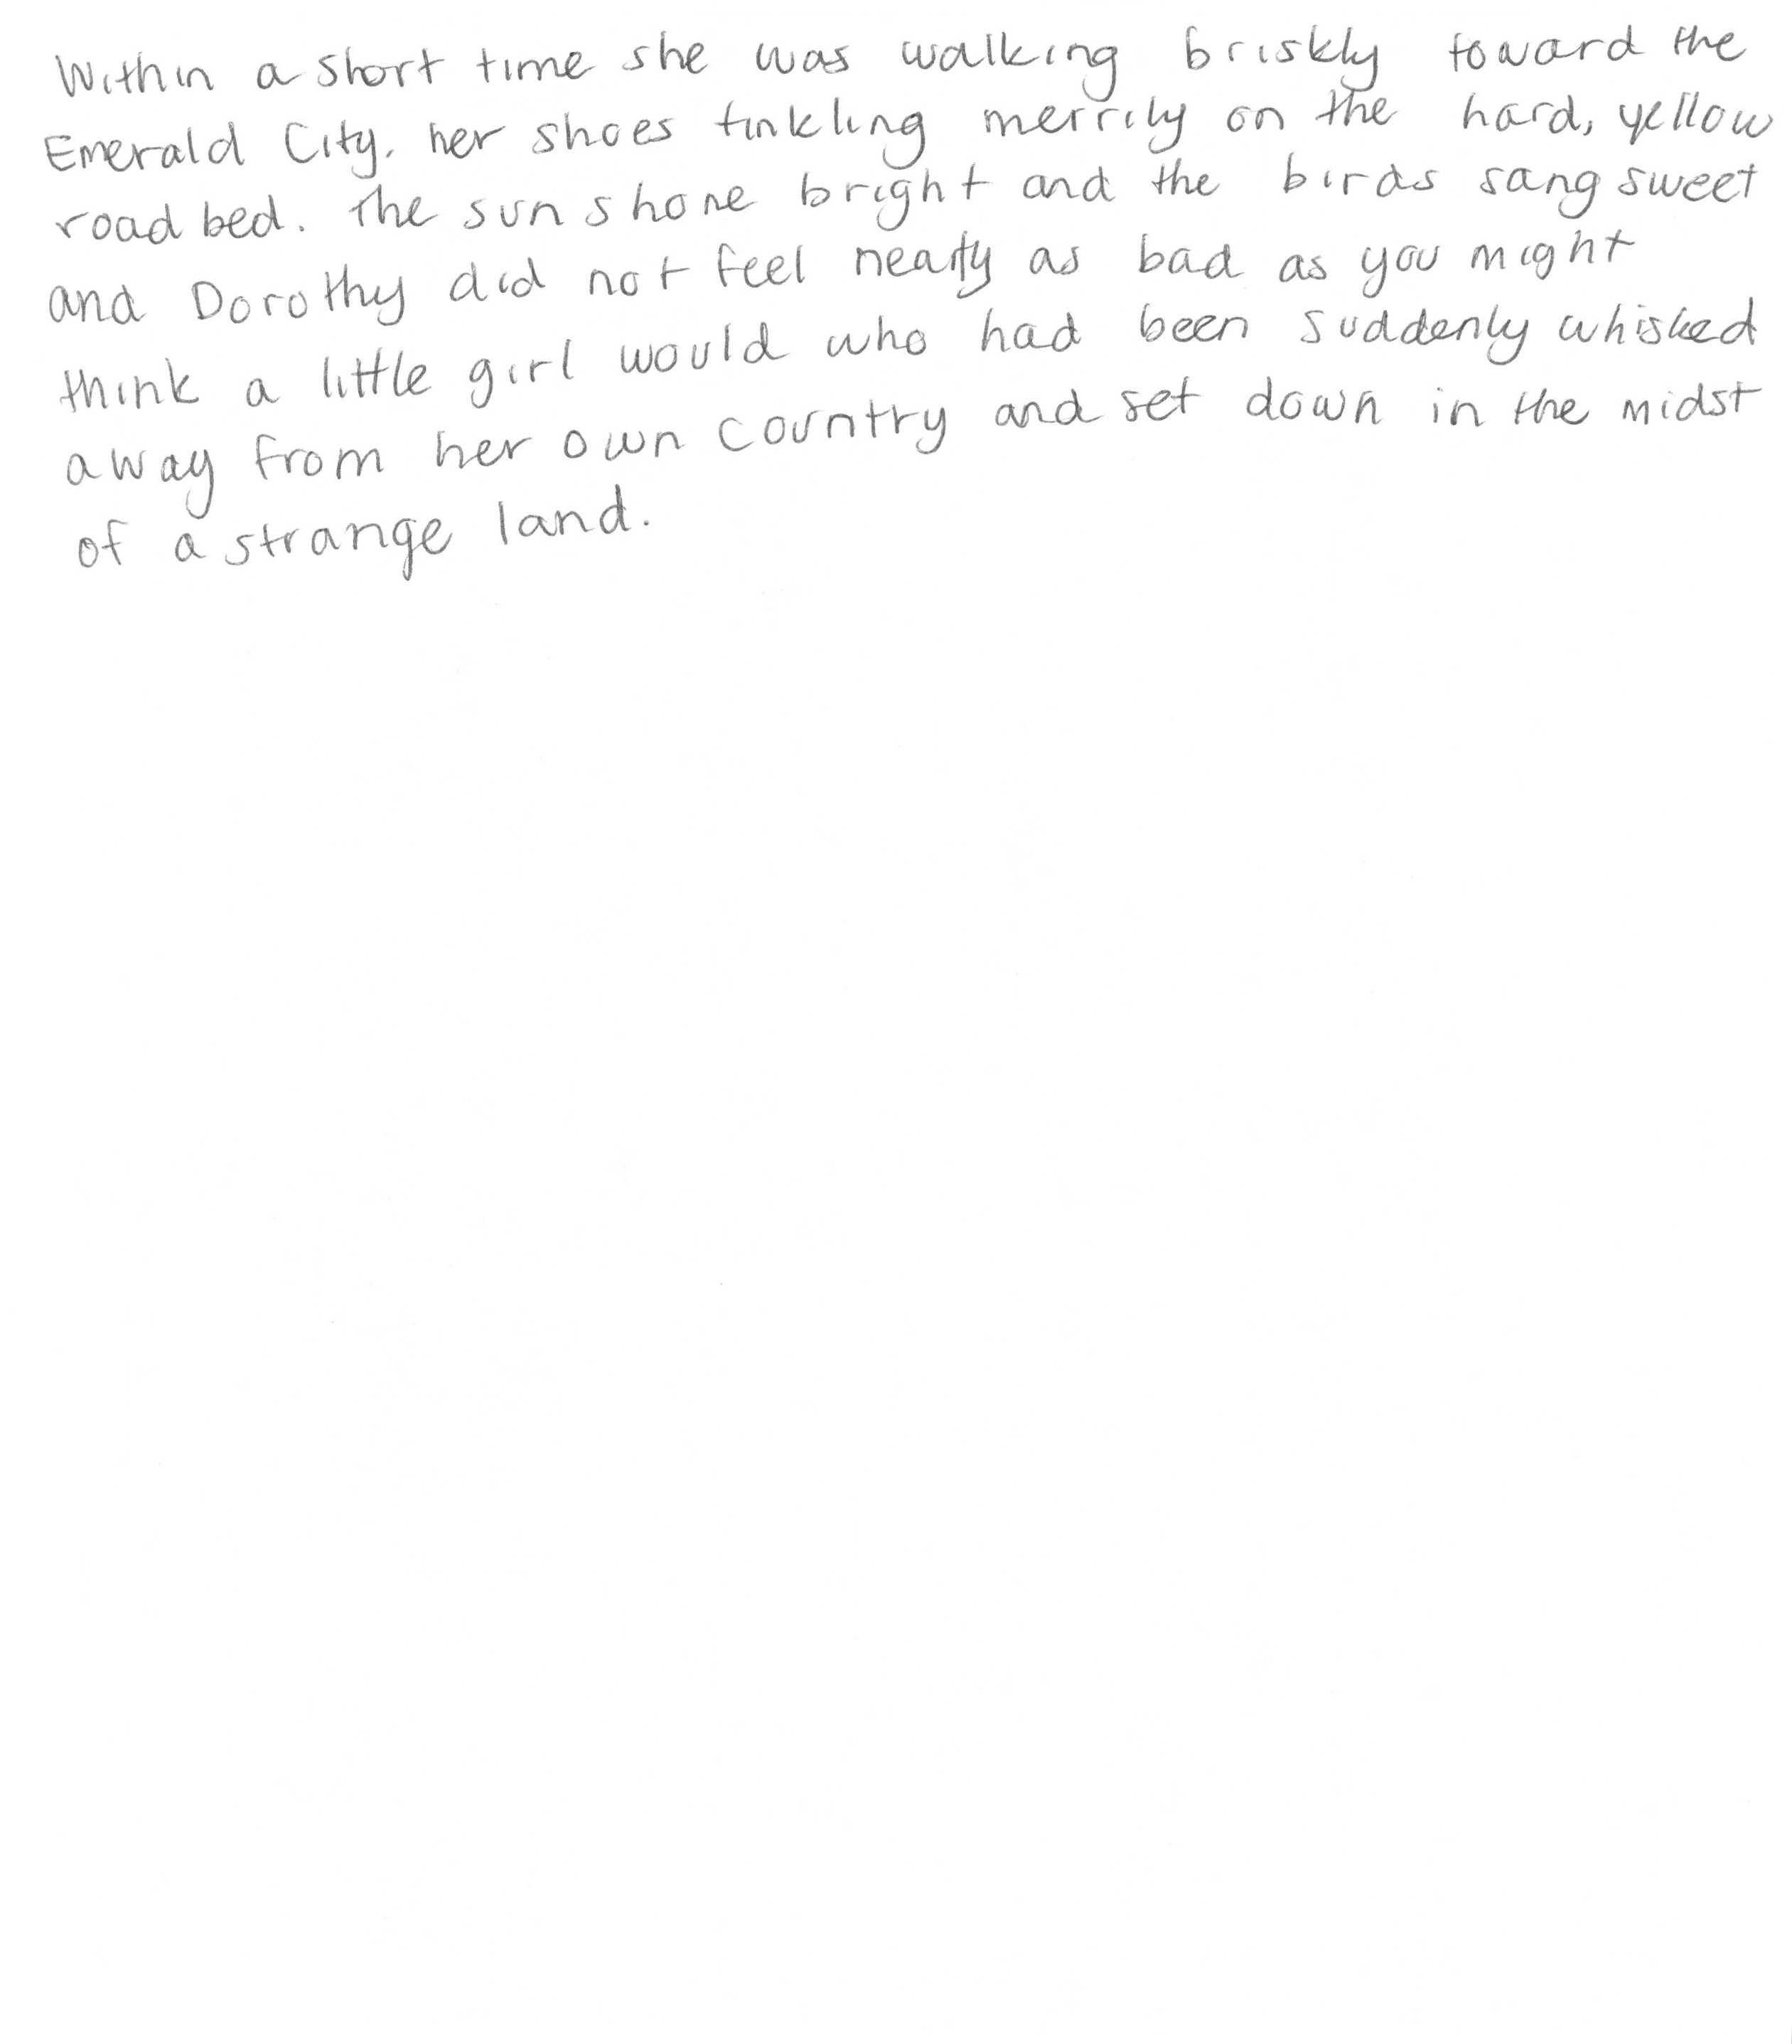 Within a short time she was walking briskly toward the
Emerald City, her shoes tinkling merrily on the hard, yellow
road bed. The sun shone bright and the birds sang sweet
and Dorothy did not feel nearly as bad as you might
think a little girl would who had been suddenly whisked
away from her own country and set down in the midst
of a strange land.